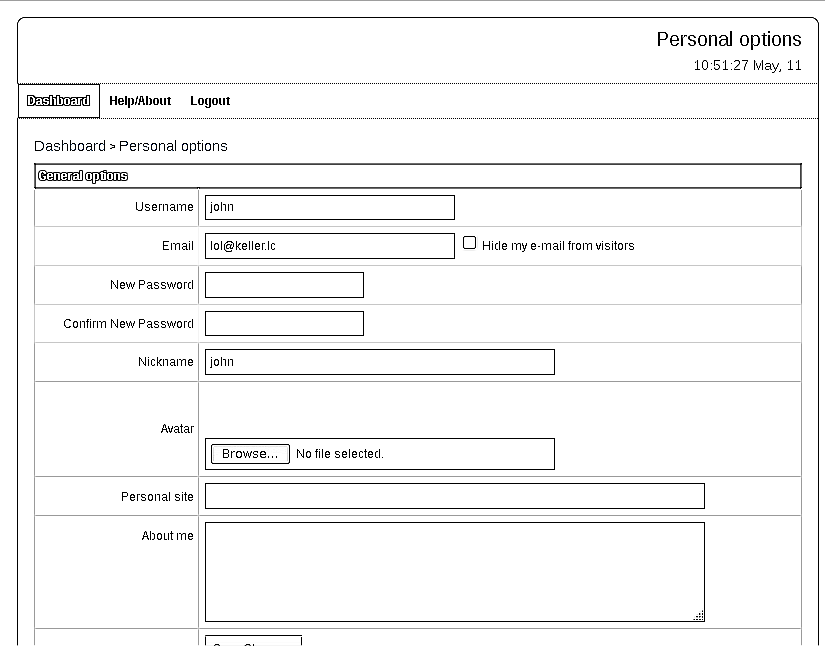 Personal options
10:51:27 May, 11
Dashboard Help/About Logout
Dashboard > Personal options
General options
Username john
Email lol@keller.lc Hide my e-mail from visitors
New Password
Confirm New Password
Nickname john
Avatar
Browse... No file selected.
Personal site
About me